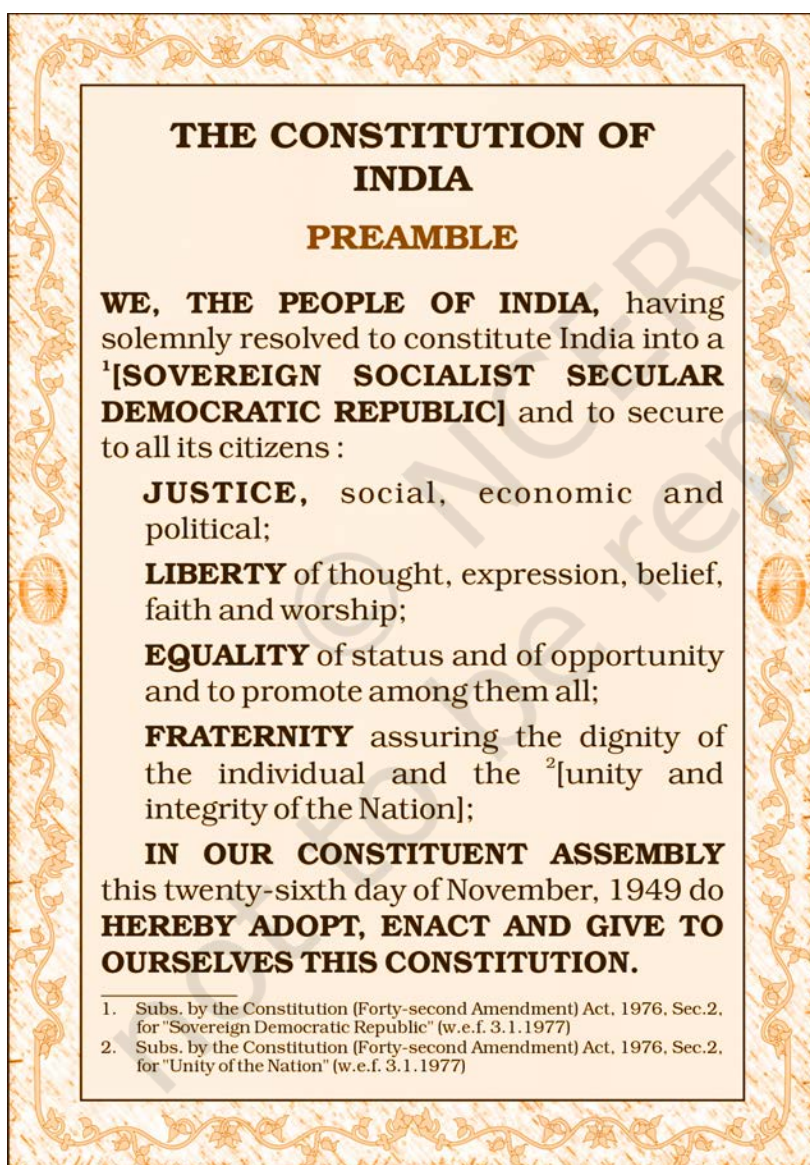 THE CONSTITUTION OF
INDIA
PREAMBLE
WE, THE PEOPLE OF INDIA, having
solemnly resolved to constitute India into a
¹[SOVEREIGN SOCIALIST SECULAR
DEMOCRATIC REPUBLIC] and to secure
to all its citizens :
JUSTICE, social, economic and
political;
LIBERTY of thought, expression, belief,
faith and worship;
EQUALITY of status and of opportunity
and to promote among them all;
FRATERNITY assuring the dignity of
the individual and the ²[unity and
integrity of the Nation];
IN OUR CONSTITUENT ASSEMBLY
this twenty-sixth day of November, 1949 do
HEREBY ADOPT, ENACT AND GIVE TO
OURSELVES THIS CONSTITUTION.
1. Subs. by the Constitution (Forty-second Amendment) Act, 1976, Sec.2,
for "Sovereign Democratic Republic" (w.e.f. 3.1.1977)
2. Subs. by the Constitution (Forty-second Amendment) Act, 1976, Sec.2,
for "Unity of the Nation" (w.e.f. 3.1.1977)
© NCERT
not to be